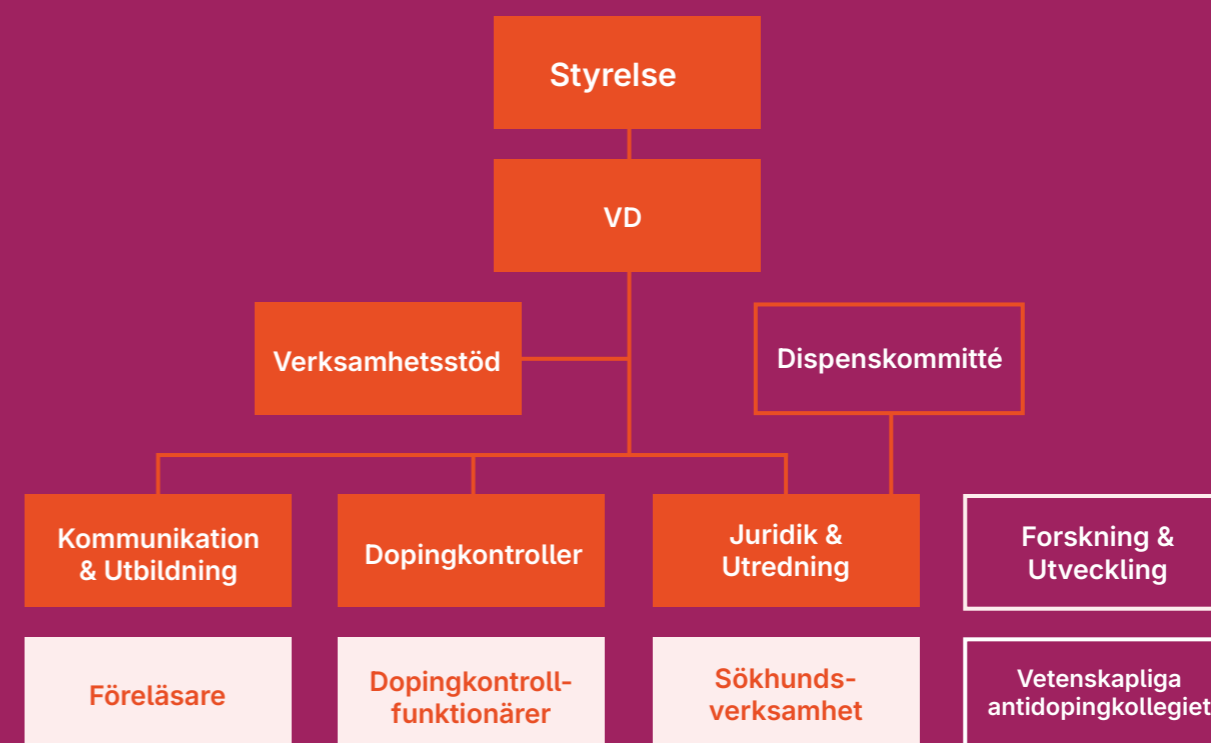 Styrelse
VD
Verksamhetsstöd
Dispenskommitté
Kommunikation
& Utbildning
Dopingkontroller
Juridik &
Utredning
Forskning &
Utveckling
Föreläsare
Dopingkontroll-
funktionärer
Sökhunds-
verksamhet
Vetenskapliga
antidopingkollegiet